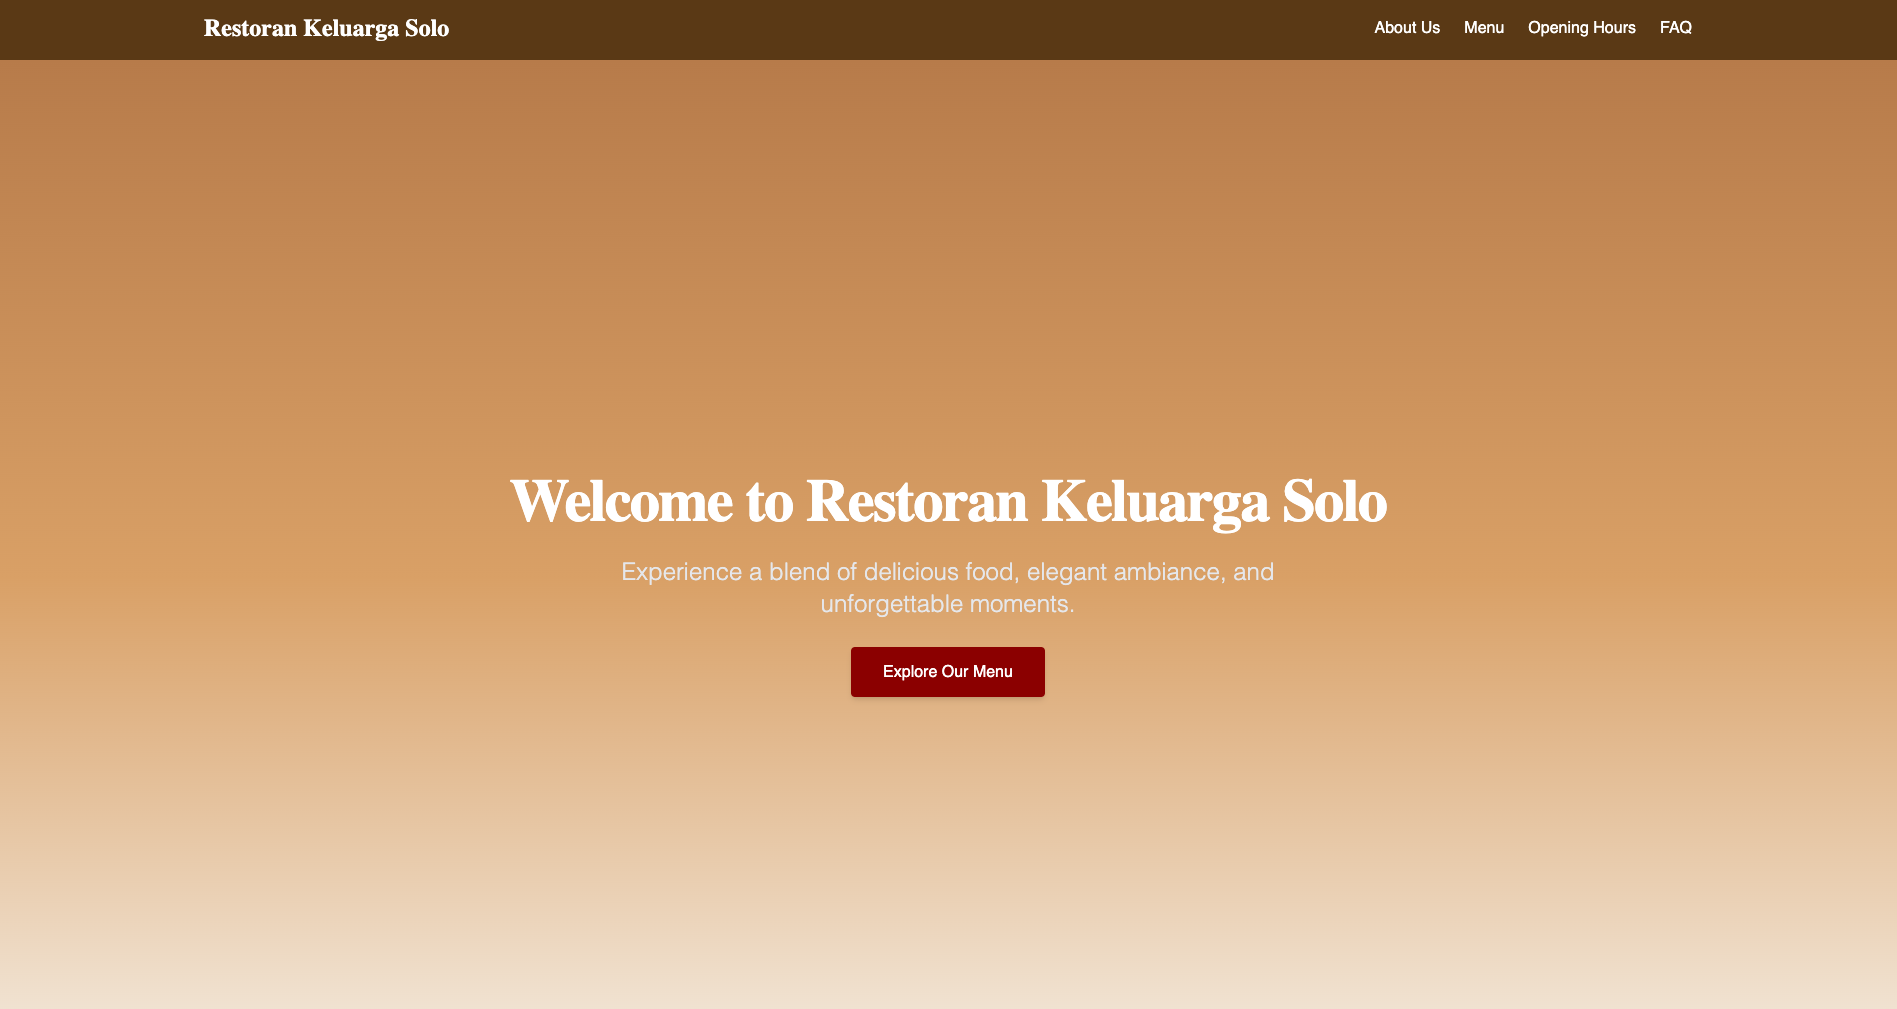 Restoran Keluarga Solo
About Us
Menu
Opening Hours
FAQ
Welcome to Restoran Keluarga Solo
Experience a blend of delicious food, elegant ambiance, and
unforgettable moments.
Explore Our Menu